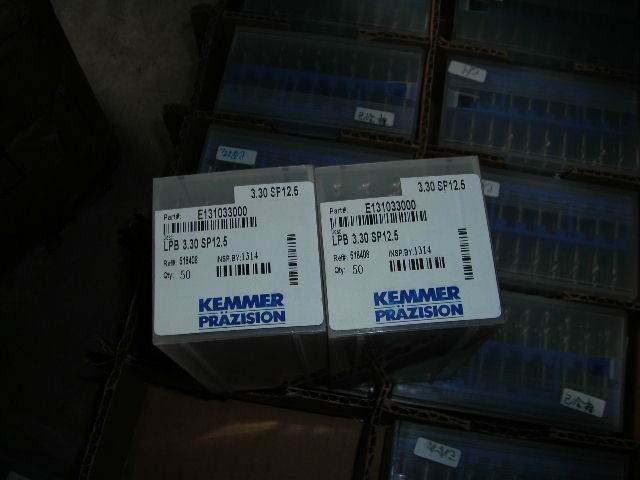 3.30 SP12.5
Part#: E131033000
LPB 3.30 SP12.5
Ref#: 518408 INSP.BY: 1314
Qty: 50
KEMMER
PRÄZISION
3.30 SP12.5
Part#: E131033000
LPB 3.30 SP12.5
Ref#: 518408 INSP.BY: 1314
Qty: 50
KEMMER
PRÄZISION